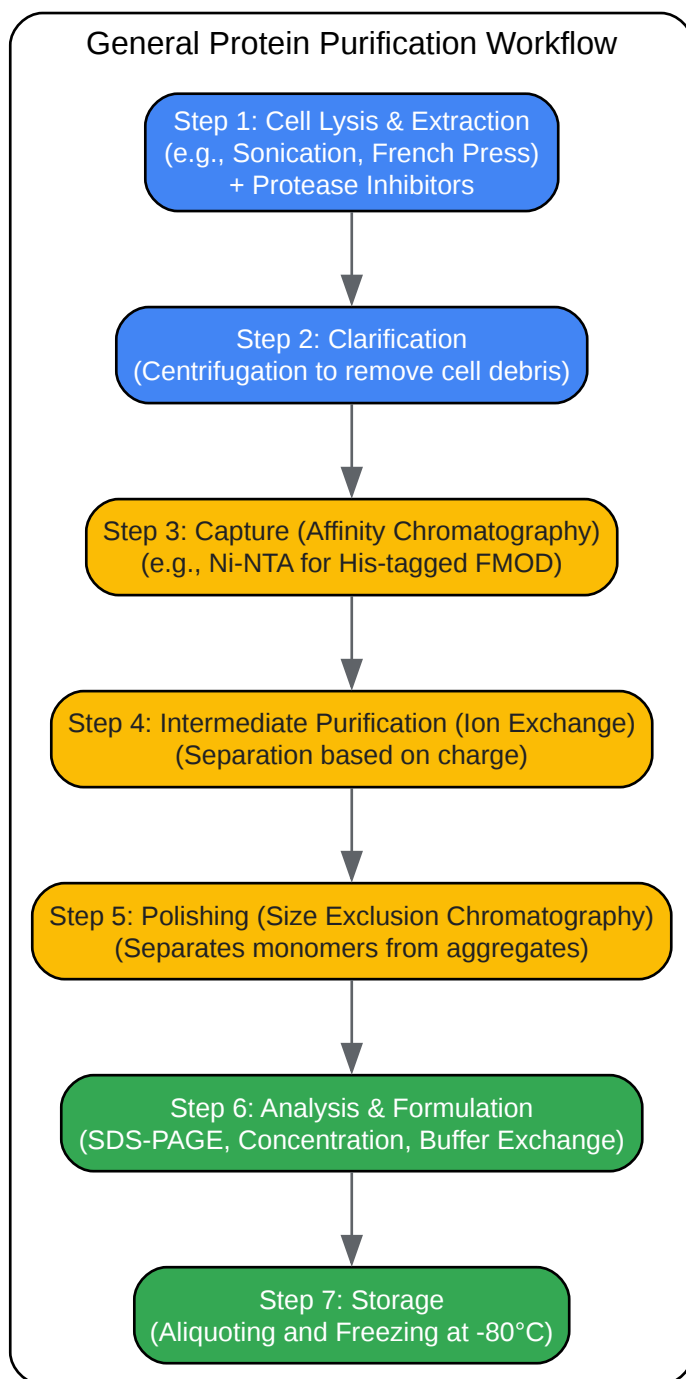 General Protein Purification Workflow
Step 1: Cell Lysis & Extraction
(e.g., Sonication, French Press)
+ Protease Inhibitors
Step 2: Clarification
(Centrifugation to remove cell debris)
Step 3: Capture (Affinity Chromatography)
(e.g., Ni-NTA for His-tagged FMOD)
Step 4: Intermediate Purification (Ion Exchange)
(Separation based on charge)
Step 5: Polishing (Size Exclusion Chromatography)
(Separates monomers from aggregates)
Step 6: Analysis & Formulation
(SDS-PAGE, Concentration, Buffer Exchange)
Step 7: Storage
(Aliquoting and Freezing at -80°C)